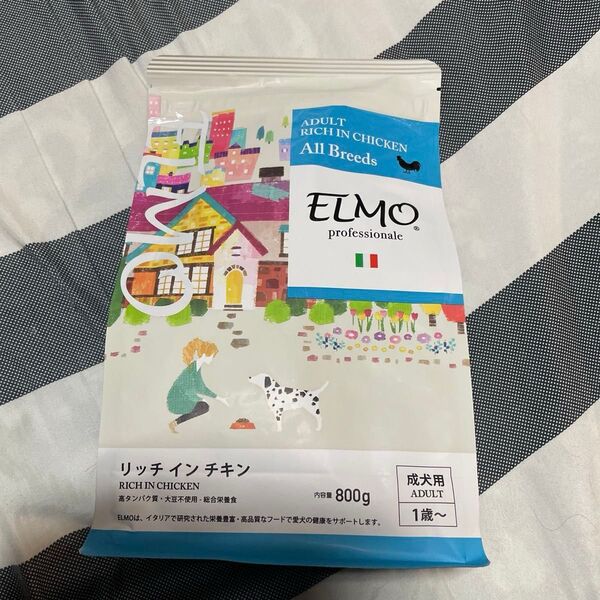 ELMO
ADULT
RICH IN CHICKEN
All Breeds
ELMO®
professionale
リッチ イン チキン
RICH IN CHICKEN
高タンパク質・大豆不使用 - 総合栄養食
内容量 800g
成犬用
ADULT
1歳～
ELMOは、イタリアで研究された栄養豊富・高品質なフードで愛犬の健康をサポートします。